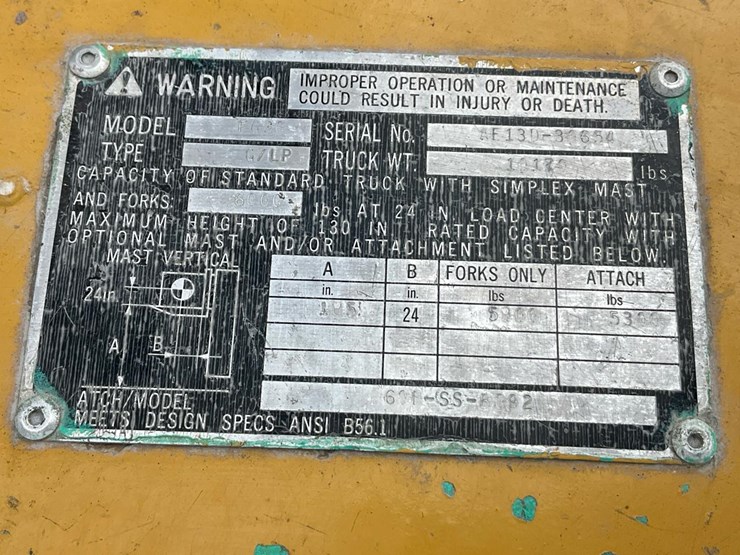 WARNING IMPROPER OPERATION OR MAINTENANCE
COULD RESULT IN INJURY OR DEATH.
MODEL SERIAL No.
TYPE G/LP TRUCK WT. lbs
CAPACITY OF STANDARD TRUCK WITH SIMPLEX MAST
AND FORKS. lbs. AT 24 IN. LOAD CENTER WITH
MAXIMUM HEIGHT OF 130 IN. RATED CAPACITY WITH
OPTIONAL MAST AND/OR ATTACHMENT LISTED BELOW.
MAST VERTICAL
24in.
A
B
A B FORKS ONLY ATTACH
in. in. lbs lbs
24
ATCH/MODEL
MEETS DESIGN SPECS ANSI B56.1